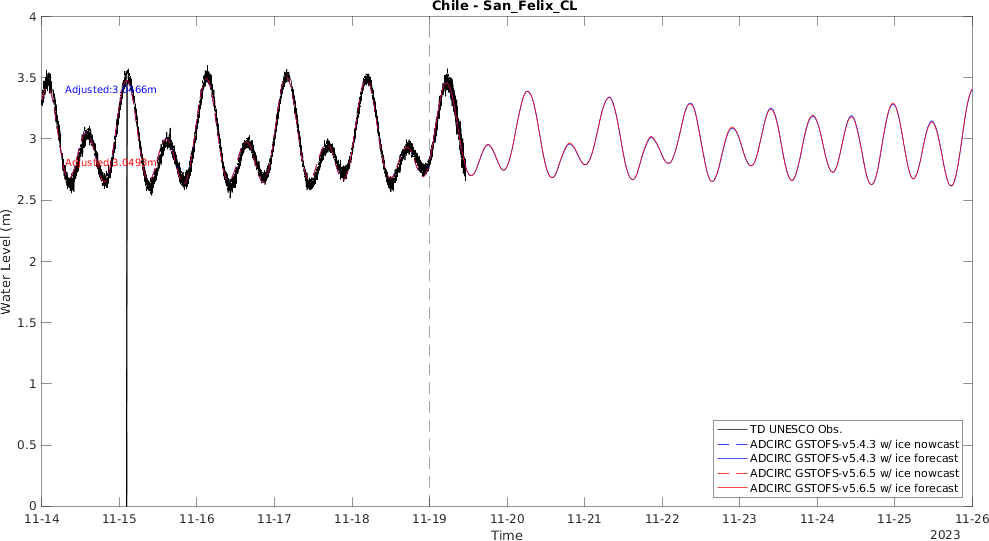 Chile - San_Felix_CL
4
3.5
3
2.5
2
1.5
1
0.5
0
Water Level (m)
Adjusted:3.0466m
Adjusted:3.0493m
TD UNESCO Obs.
ADCIRC GSTOFS-v5.4.3 w/ ice nowcast
ADCIRC GSTOFS-v5.4.3 w/ ice forecast
ADCIRC GSTOFS-v5.6.5 w/ ice nowcast
ADCIRC GSTOFS-v5.6.5 w/ ice forecast
11-14 11-15 11-16 11-17 11-18 11-19 11-20 11-21 11-22 11-23 11-24 11-25 11-26
Time
2023